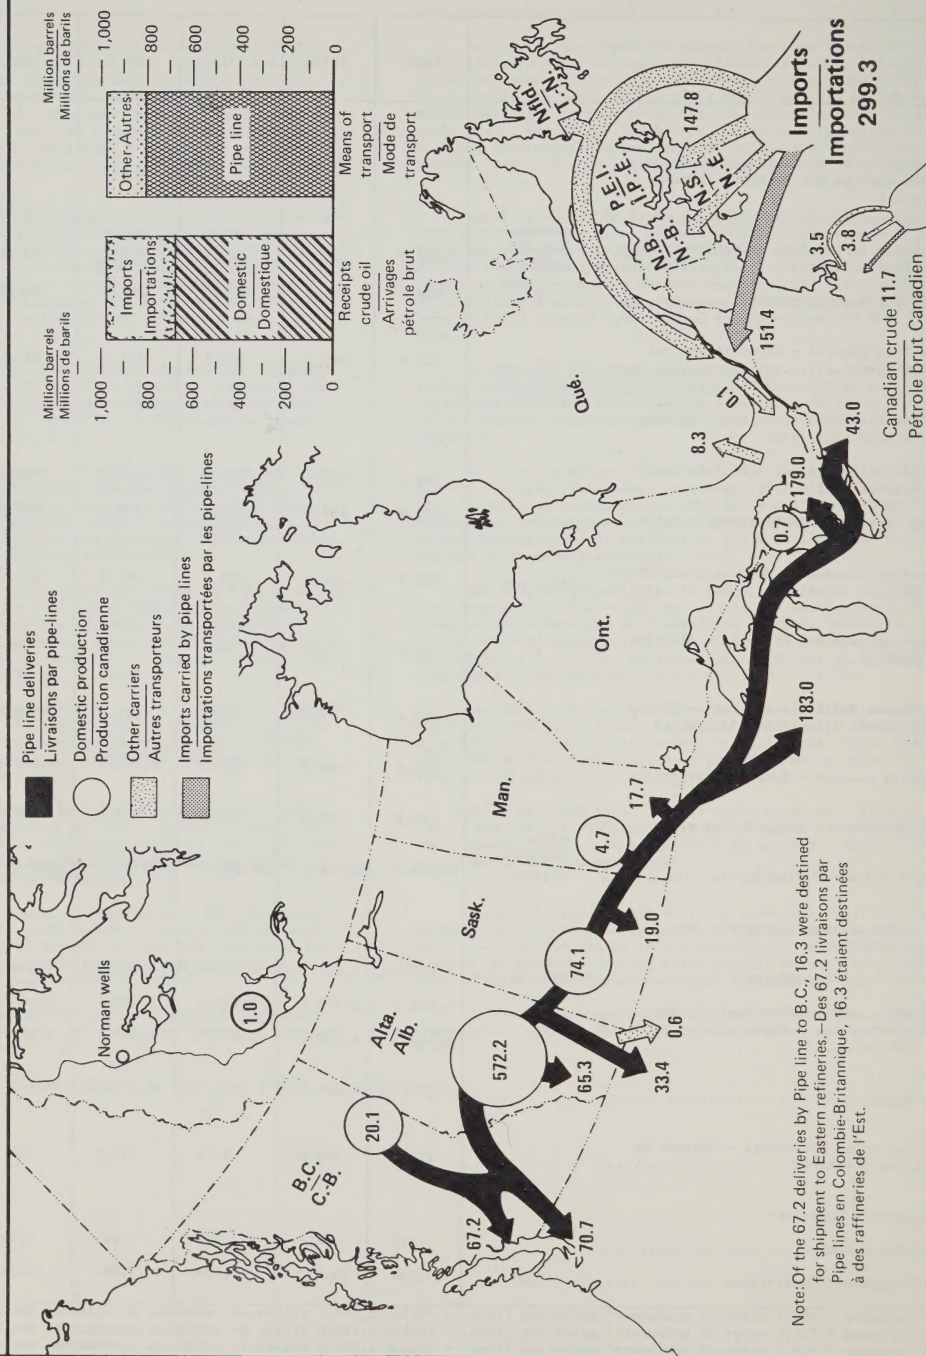 Pipe line deliveries
Livraisons par pipe-lines
Domestic production
Production canadienne
Other carriers
Autres transporteurs
Imports carried by pipe lines
Importations transportées par les pipe-lines
Million barrels
Millions de barils
1,000
800
600
400
200
0
Imports
Importations
Domestic
Domestique
Receipts
crude oil
Arrivages
pétrole brut
Million barrels
Millions de barils
1,000
800
600
400
200
0
Other-Autres
Pipe line
Means of
transport
Mode de
transport
Norman wells
1.0
B.C.
C.-B.
Alta.
Alb.
Sask.
Man.
Ont.
Qué.
Nfld.
T.-N.
P.E.I.
Î.P.-É.
N.B.
N.B.
N.S.
N.-É.
20.1
67.2
70.7
572.2
65.3
33.4
0.6
74.1
19.0
4.7
17.7
183.0
0.7
179.0
43.0
8.3
0.1
151.4
147.8
Imports
Importations
299.3
3.5
3.8
Canadian crude 11.7
Pétrole brut Canadien
Note: Of the 67.2 deliveries by Pipe line to B.C., 16.3 were destined
for shipment to Eastern refineries.—Des 67.2 livraisons par
Pipe lines en Colombie-Britannique, 16.3 étaient destinées
à des raffineries de l'Est.